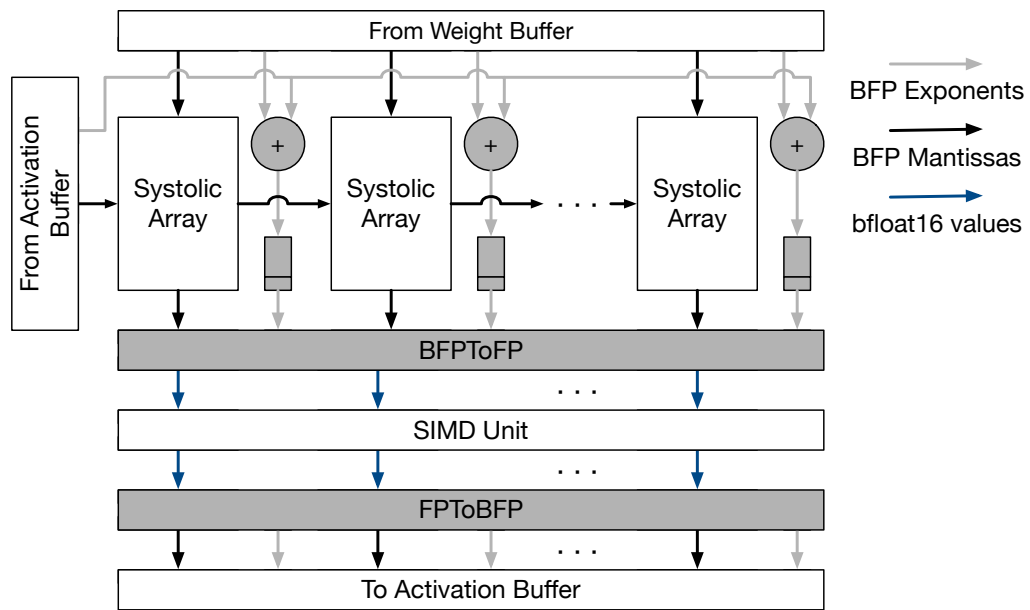 From Weight Buffer
From Activation
Buffer
+
+
+
Systolic
Array
Systolic
Array
. . .
Systolic
Array
BFPToFP
. . .
SIMD Unit
. . .
FPToBFP
. . .
To Activation Buffer
BFP Exponents
BFP Mantissas
bfloat16 values